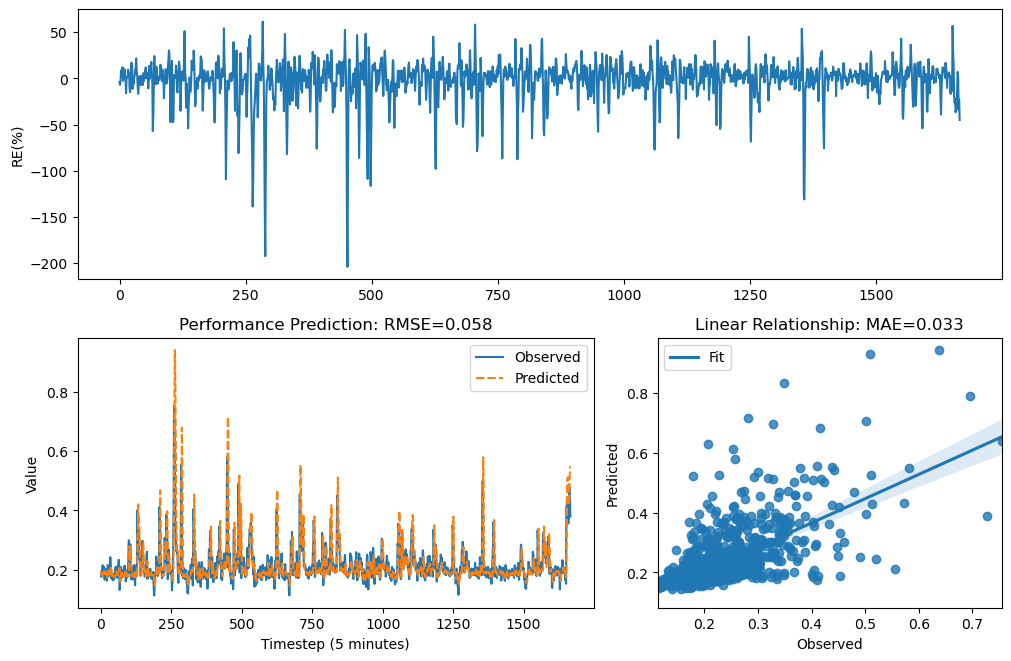 50
0
−50
−100
−150
−200
RE(%)
0 250 500 750 1000 1250 1500
Performance Prediction: RMSE=0.058
Observed
Predicted
0.8
0.6
0.4
0.2
Value
0 250 500 750 1000 1250 1500
Timestep (5 minutes)
Linear Relationship: MAE=0.033
Fit
0.8
0.6
0.4
0.2
Predicted
0.2 0.3 0.4 0.5 0.6 0.7
Observed